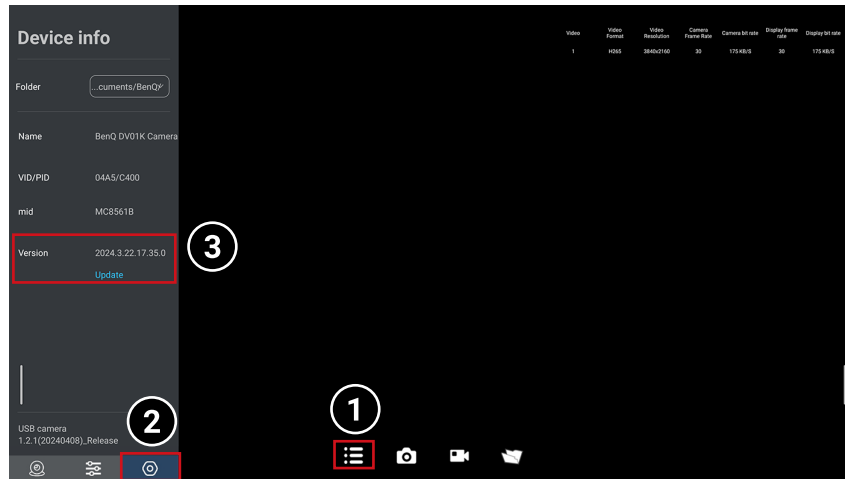 Device info
Folder
...cuments/BenQ
Name
BenQ DV01K Camera
VID/PID
04A5/C400
mid
MC8561B
Version
2024.3.22.17.35.0
Update
3
USB camera
1.2.1(20240408)_Release
2
1
Video
Video Format
Video Resolution
Camera Frame Rate
Camera bit rate
Display frame rate
Display bit rate
1
H265
3840x2160
30
175 KB/S
30
175 KB/S